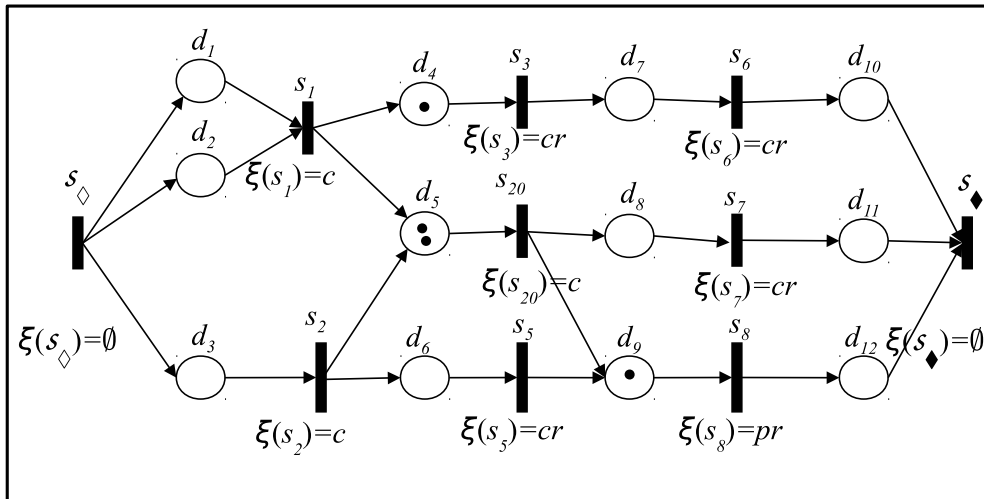 d₁
s₁
d₄
s₃
d₇
s₆
d₁₀
d₂
ξ(s₁)=c
ξ(s₃)=cr
ξ(s₆)=cr
s◊
d₅
s₂₀
d₈
s₇
d₁₁
s♦
ξ(s₂₀)=c
ξ(s₇)=cr
ξ(s◊)=∅
d₃
s₂
d₆
s₅
d₉
s₈
d₁₂
ξ(s♦)=∅
ξ(s₂)=c
ξ(s₅)=cr
ξ(s₈)=pr